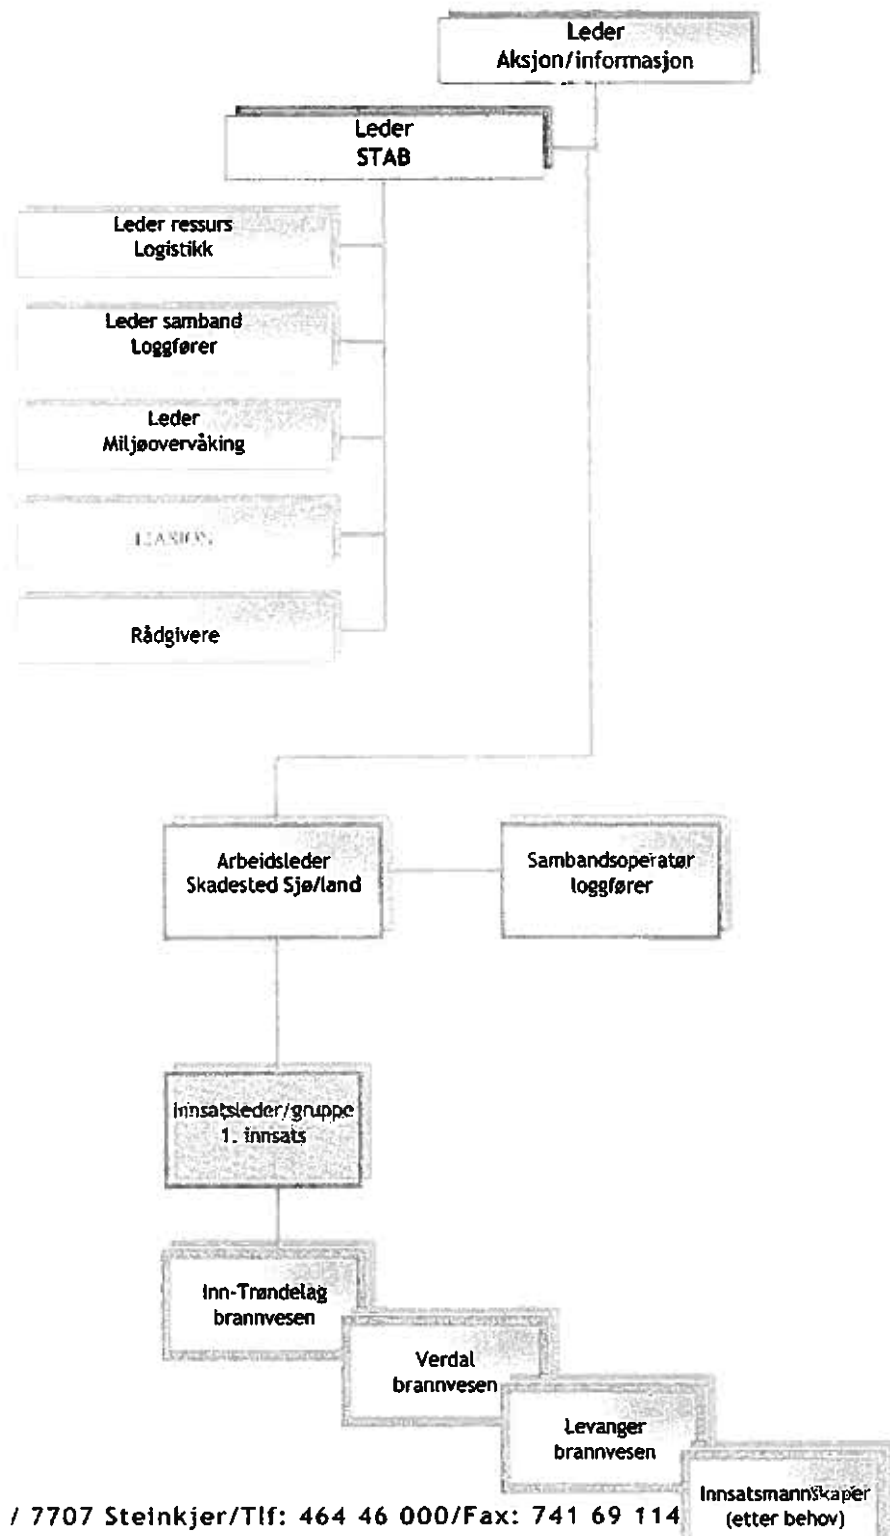 Leder
Aksjon/informasjon
Leder
STAB
Leder ressurs
Logistikk
Leder samband
Loggfører
Leder
Miljøovervåking
LIASION
Rådgivere
Arbeidsleder
Skadested Sjø/land
Sambandsoperatør
loggfører
Innsatsleder/gruppe
1. innsats
Inn-Trøndelag
brannvesen
Verdal
brannvesen
Levanger
brannvesen
Innsatsmannskaper
(etter behov)
/ 7707 Steinkjer/Tlf: 464 46 000/Fax: 741 69 114